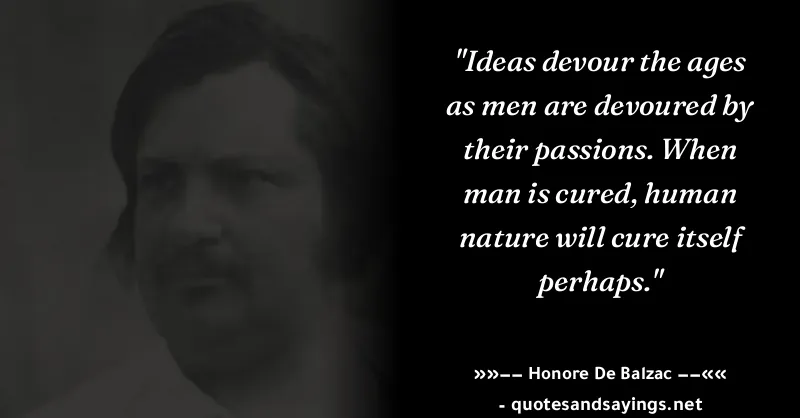 "Ideas devour the ages
as men are devoured by
their passions. When
man is cured, human
nature will cure itself
perhaps."
»»–– Honore De Balzac ––««
- quotesandsayings.net